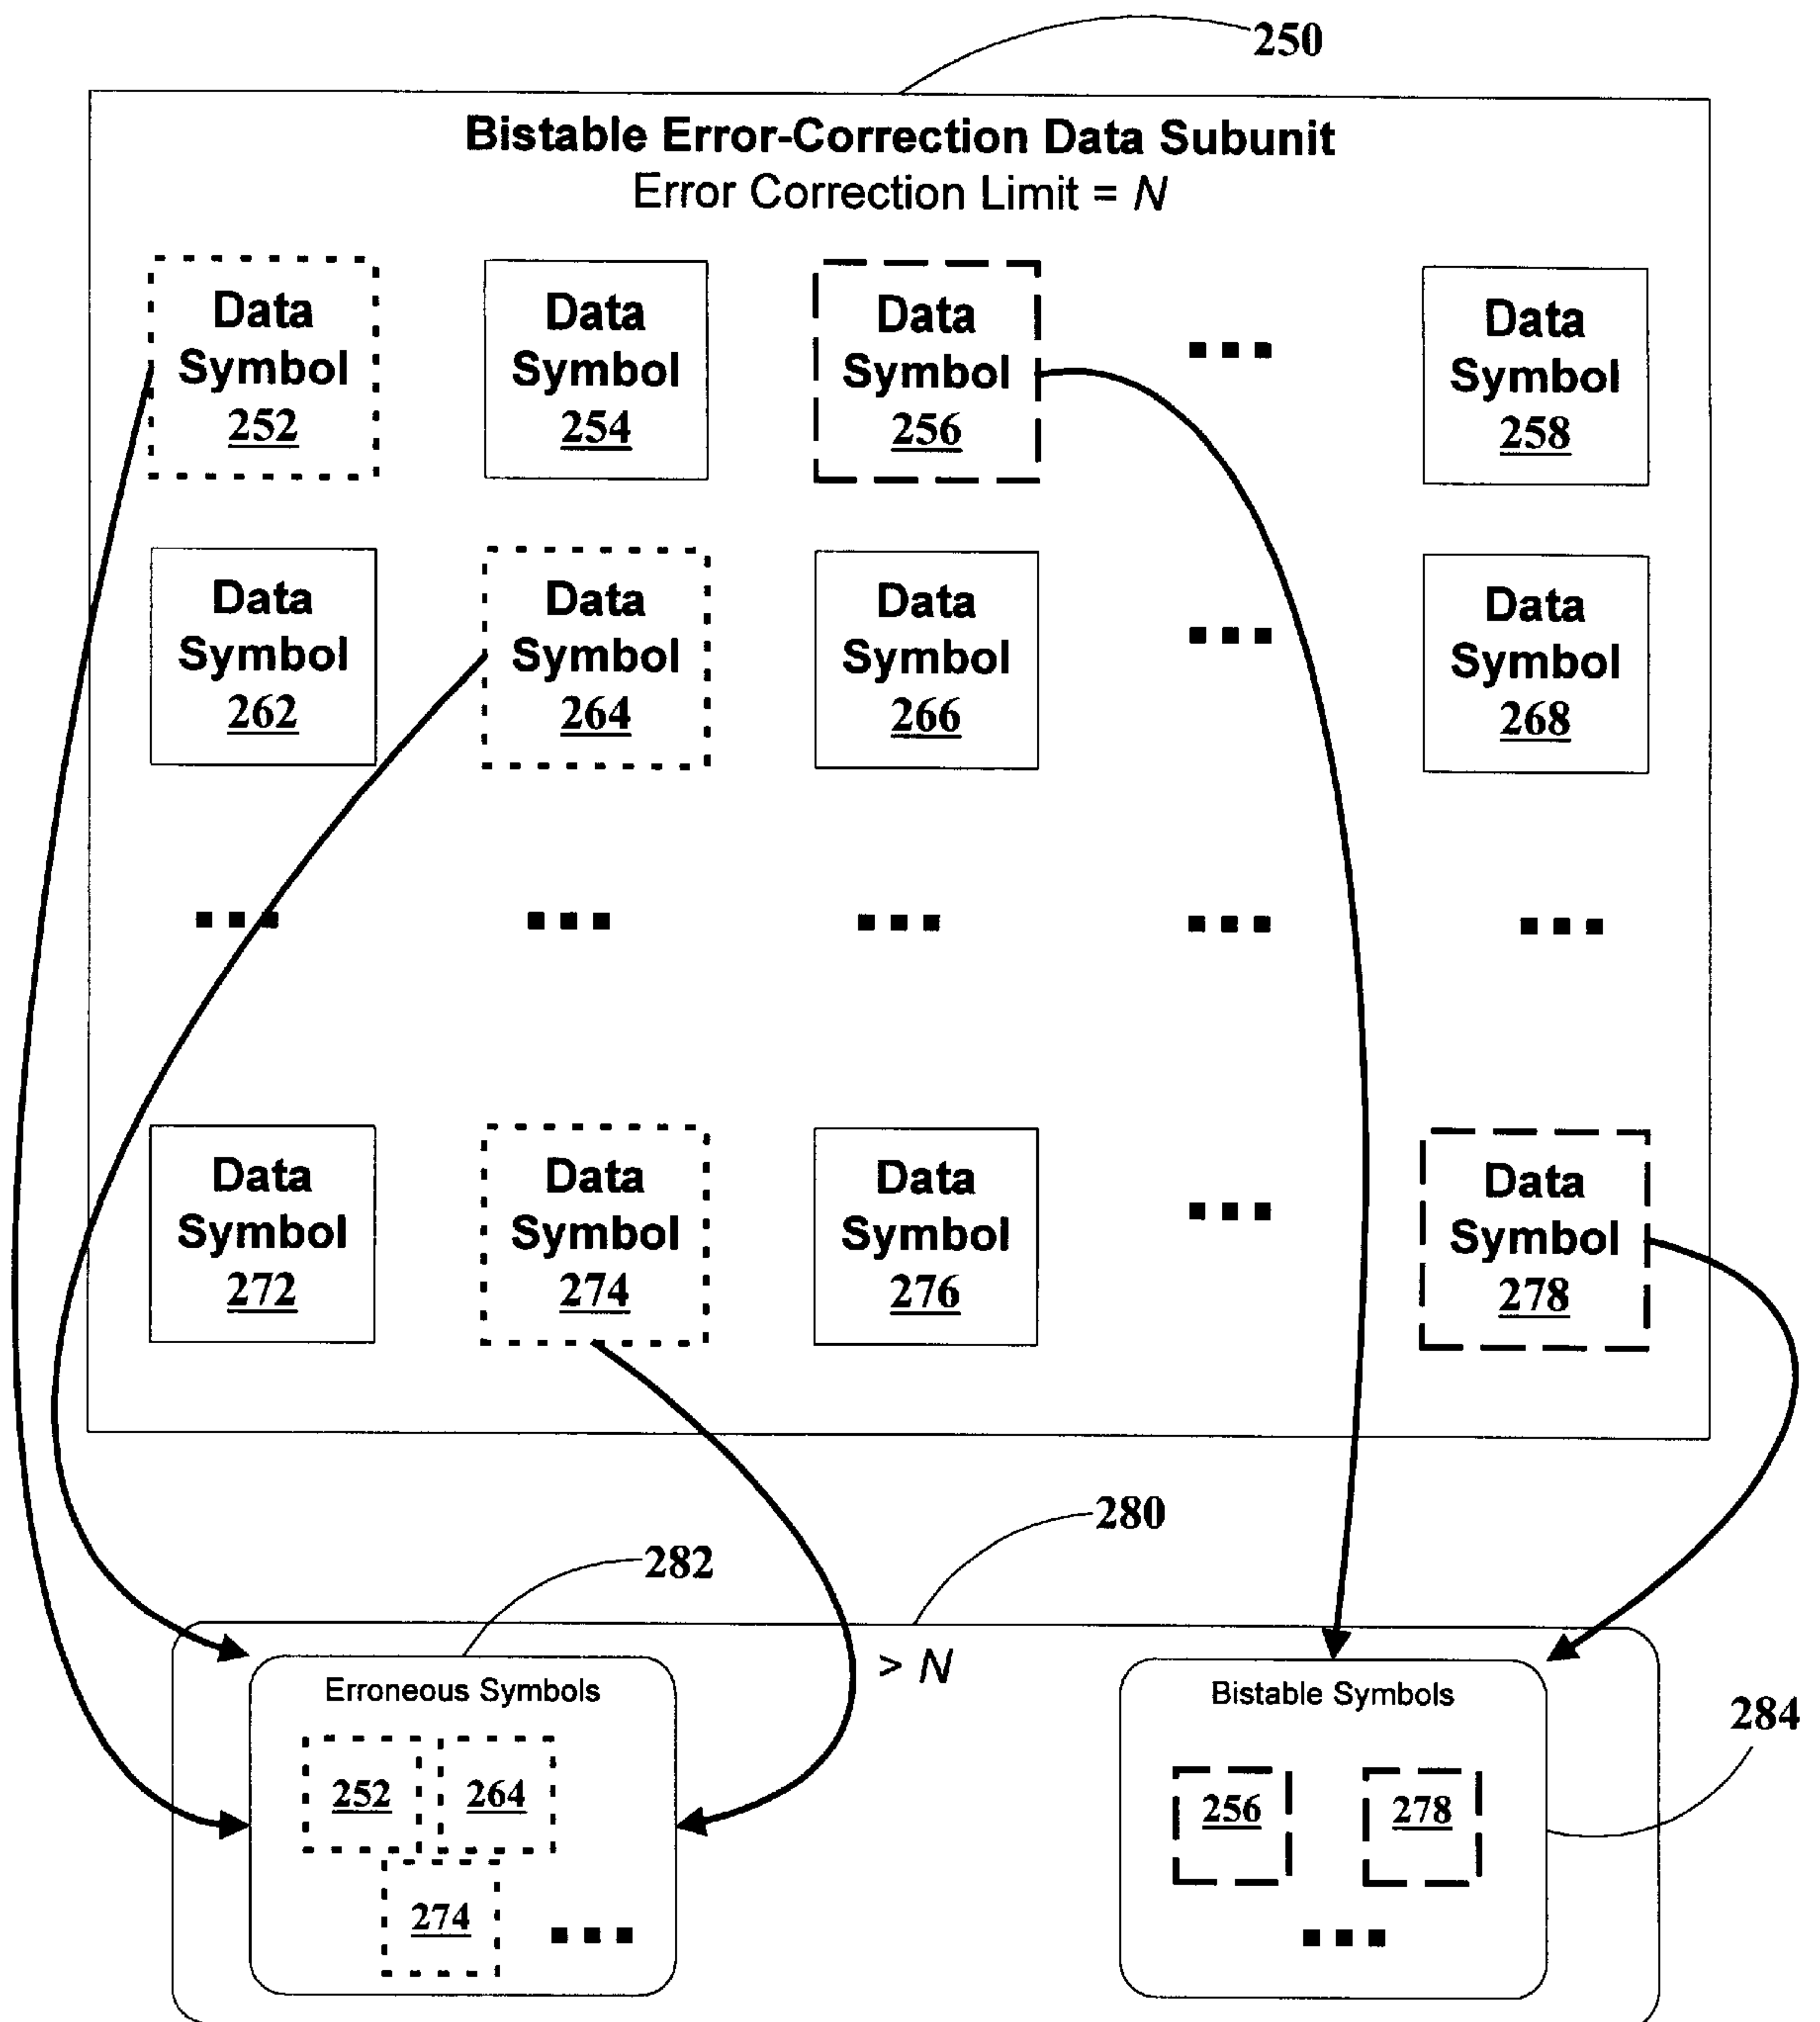 250
Bistable Error-Correction Data Subunit
Error Correction Limit = N
Data Symbol 252
Data Symbol 254
Data Symbol 256
...
Data Symbol 258
Data Symbol 262
Data Symbol 264
Data Symbol 266
...
Data Symbol 268
... ... ... ... ...
Data Symbol 272
Data Symbol 274
Data Symbol 276
...
Data Symbol 278
280
282
> N
Erroneous Symbols
252 264
274 ...
Bistable Symbols
256 278
...
284